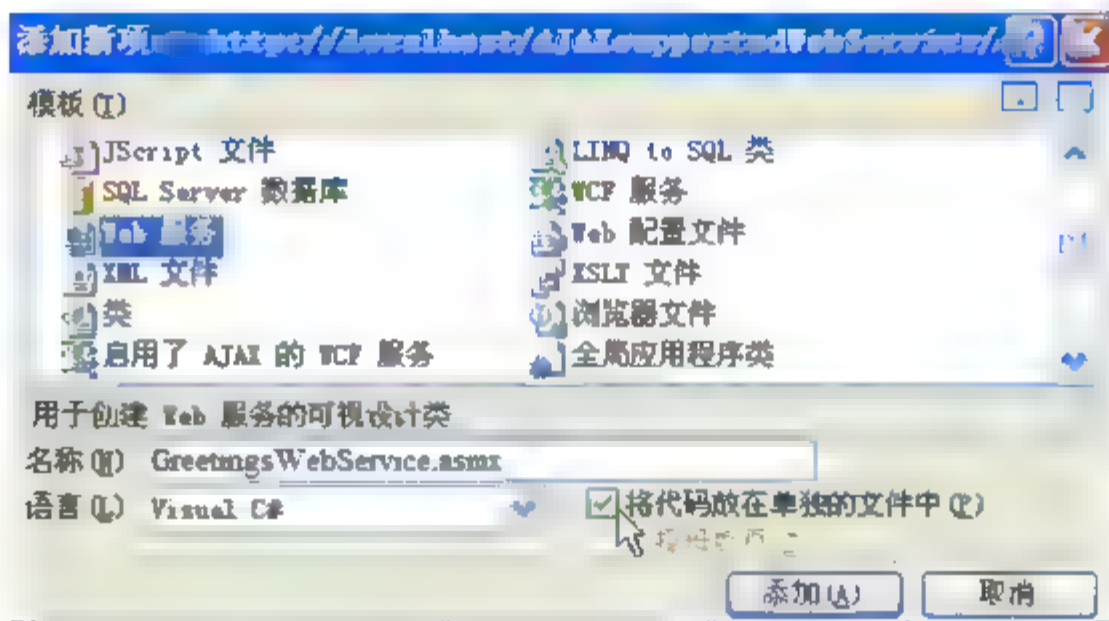 添加新项 - http://localhost/AJAXsupportedWebService/
模板(T)
JScript 文件
LINQ to SQL 类
SQL Server 数据库
WCF 服务
Web 服务
Web 配置文件
XML 文件
XSLT 文件
类
浏览器文件
启用了 AJAX 的 WCF 服务
全局应用程序类
用于创建 Web 服务的可视设计类
名称(N) GreetingsWebService.asmx
语言(L) Visual C#
将代码放在单独的文件中(P)
添加(A)
取消